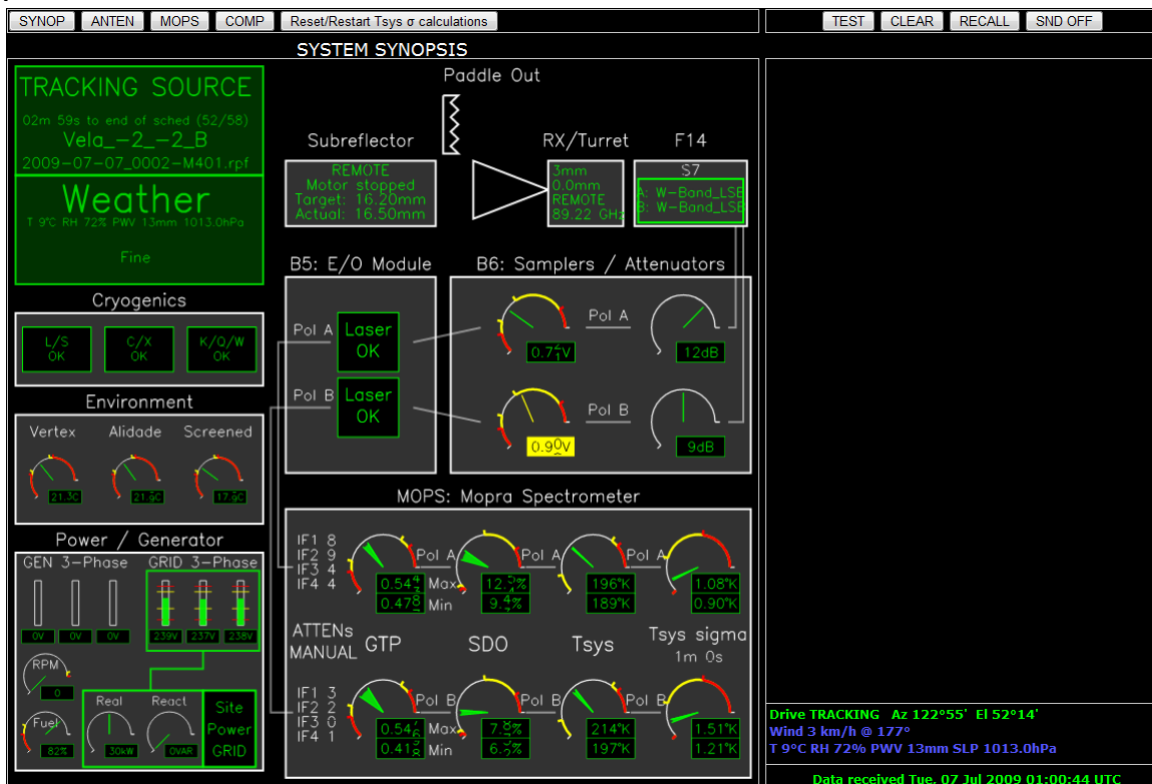 SYNOP ANTEN MOPS COMP Reset/Restart Tsys σ calculations TEST CLEAR RECALL SND OFF
SYSTEM SYNOPSIS
TRACKING SOURCE
02m 59s to end of sched (52/58)
Vela_-2_-2_B
2009-07-07_0002-M401.rpf
Weather
T 9°C RH 72% PWV 13mm 1013.0hPa
Fine
Paddle Out
Subreflector
REMOTE
Motor stopped
Target: 16.20mm
Actual: 16.50mm
RX/Turret
3mm
0.0mm
REMOTE
89.22 GHz
F14
S7
A: W-Band_LSB
B: W-Band_LSB
Cryogenics
L/S OK
C/X OK
K/Q/W OK
B5: E/O Module
Pol A Laser OK
Pol B Laser OK
B6: Samplers / Attenuators
Pol A 12dB
0.90V Pol B 9dB
Environment
Vertex Alidade Screened
Power / Generator
GEN 3-Phase GRID 3-Phase
0V 0V 0V 239V 237V 238V
RPM
0
Fuel
82%
Real React
30kW 0VAR
Site Power GRID
MOPS: Mopra Spectrometer
IF1 8
IF2 9
IF3 4
IF4 4
Pol A Pol A Pol A
Max 196°K 1.08°K
Min 189°K 0.90°K
ATTENs MANUAL
GTP SDO Tsys Tsys sigma
1m 0s
IF1 3
IF2 2
IF3 0
IF4 1
Pol B Pol B Pol B
Max 214°K 1.51°K
Min 197°K 1.21°K
Drive TRACKING Az 122°55' El 52°14'
Wind 3 km/h @ 177°
T 9°C RH 72% PWV 13mm SLP 1013.0hPa
Data received Tue, 07 Jul 2009 01:00:44 UTC